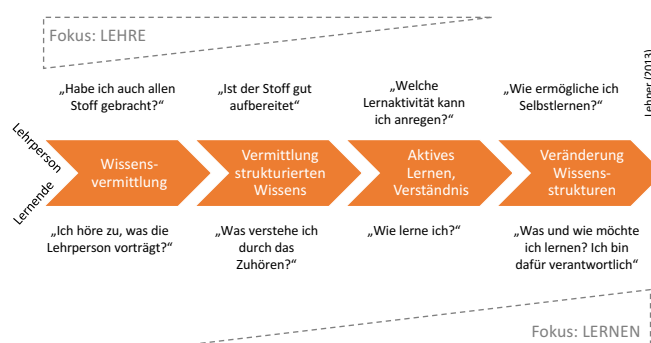 Fokus: LEHRE
„Habe ich auch allen
Stoff gebracht?“
„Ist der Stoff gut
aufbereitet“
„Welche
Lernaktivität kann
ich anregen?“
„Wie ermögliche ich
Selbstlernen?“
Lehner (2013)
Lehrperson
Lernende
Wissens-
vermittlung
Vermittlung
strukturierten
Wissens
Aktives
Lernen,
Verständnis
Veränderung
Wissens-
strukturen
„Ich höre zu, was die
Lehrperson vorträgt?“
„Was verstehe ich
durch das
Zuhören?“
„Wie lerne ich?“
„Was und wie möchte
ich lernen? Ich bin
dafür verantwortlich“
Fokus: LERNEN